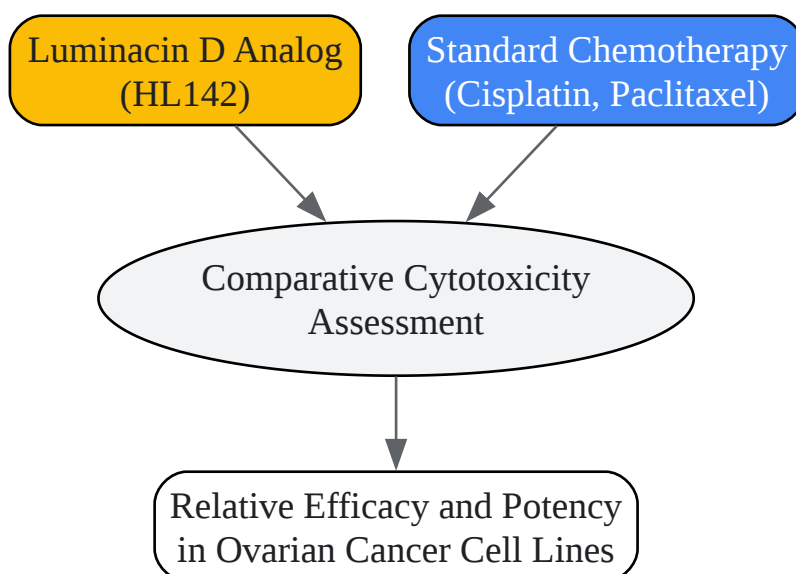 Luminacin D Analog
(HL142)
Standard Chemotherapy
(Cisplatin, Paclitaxel)
Comparative Cytotoxicity
Assessment
Relative Efficacy and Potency
in Ovarian Cancer Cell Lines